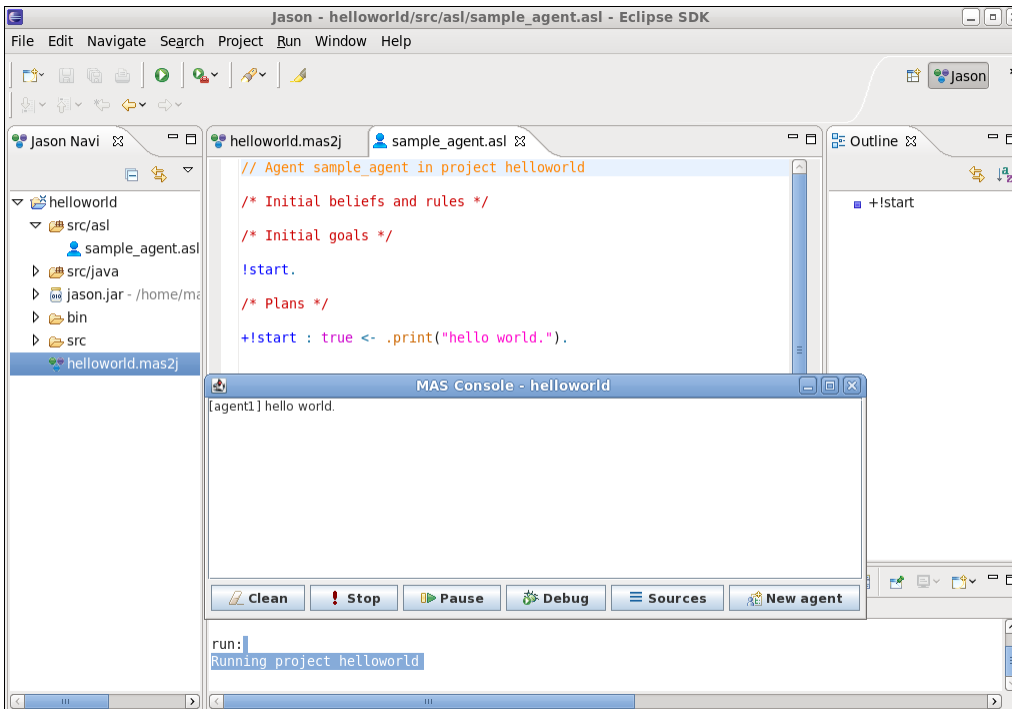 Jason - helloworld/src/asl/sample_agent.asl - Eclipse SDK
File Edit Navigate Search Project Run Window Help
Jason
Jason Navi
helloworld.mas2j
sample_agent.asl
Outline
helloworld
src/asl
sample_agent.asl
src/java
jason.jar - /home/ma
bin
src
helloworld.mas2j
// Agent sample_agent in project helloworld
/* Initial beliefs and rules */
/* Initial goals */
!start.
/* Plans */
+!start : true <- .print("hello world.").
+!start
MAS Console - helloworld
[agent1] hello world.
Clean Stop Pause Debug Sources New agent
run:
Running project helloworld